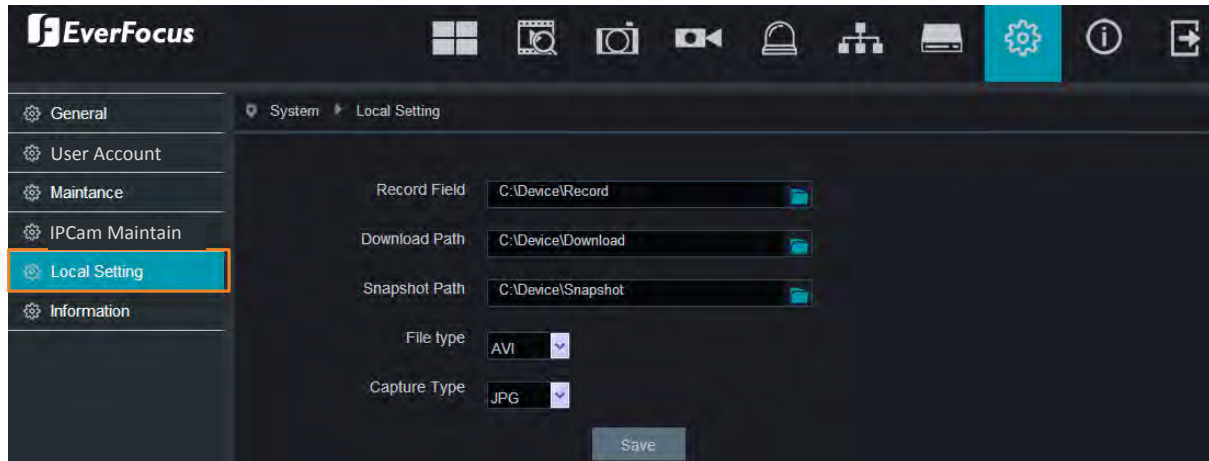 EverFocus
General
User Account
Maintance
IPCam Maintain
Local Setting
Information
System Local Setting
Record Field C:\Device\Record
Download Path C:\Device\Download
Snapshot Path C:\Device\Snapshot
File type AVI
Capture Type JPG
Save